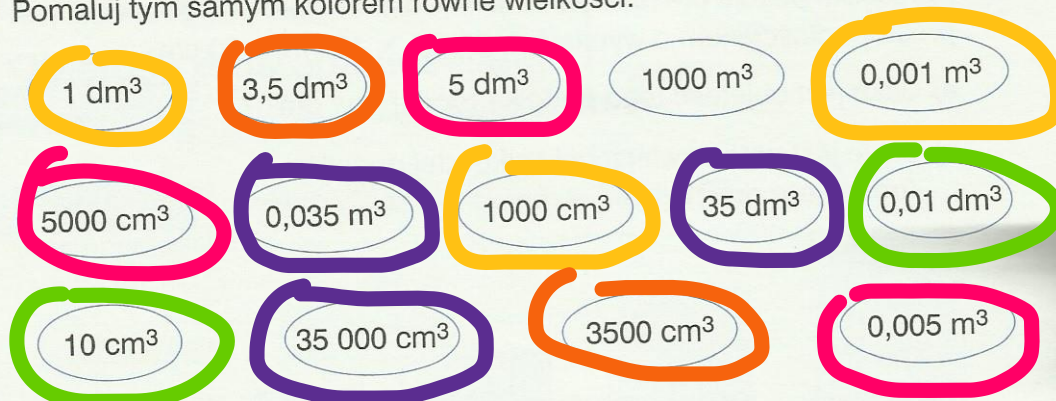 Pomaluj tym samym kolorem równe wielkości.
1 dm³ 3,5 dm³ 5 dm³ 1000 m³ 0,001 m³
5000 cm³ 0,035 m³ 1000 cm³ 35 dm³ 0,01 dm³
10 cm³ 35 000 cm³ 3500 cm³ 0,005 m³